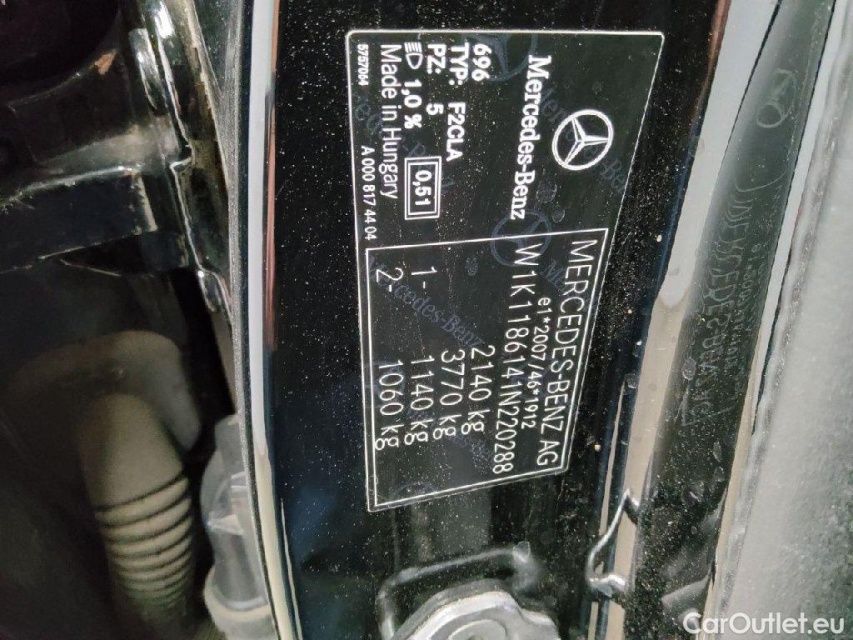 Mercedes-Benz
696
TYP: F2CLA
PZ: 5
1,0 % 0,51
Made in Hungary
5757004 A 000 817 44 04
MERCEDES-BENZ AG
e1*2007/46*1912
W1K1186141N220288
2140 kg
3770 kg
1- 1140 kg
2- 1060 kg
CarOutlet.eu